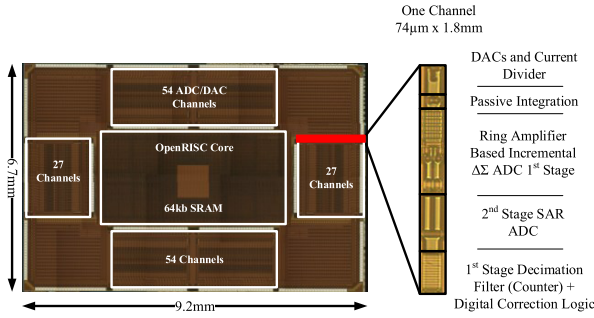 One Channel
74µm x 1.8mm
54 ADC/DAC
Channels
27
Channels
OpenRISC Core
64kb SRAM
27
Channels
54 Channels
6.7mm
9.2mm
DACs and Current
Divider
Passive Integration
Ring Amplifier
Based Incremental
ΔΣ ADC 1st Stage
2nd Stage SAR
ADC
1st Stage Decimation
Filter (Counter) +
Digital Correction Logic